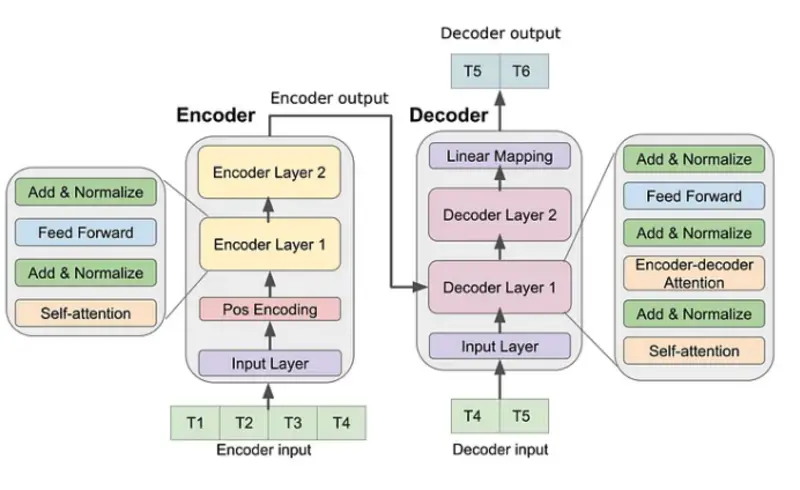 Decoder output
T5 T6
Encoder output
Encoder
Decoder
Add & Normalize
Feed Forward
Add & Normalize
Self-attention
Encoder Layer 2
Encoder Layer 1
Pos Encoding
Input Layer
T1 T2 T3 T4
Encoder input
Linear Mapping
Decoder Layer 2
Decoder Layer 1
Input Layer
T4 T5
Decoder input
Add & Normalize
Feed Forward
Add & Normalize
Encoder-decoder
Attention
Add & Normalize
Self-attention